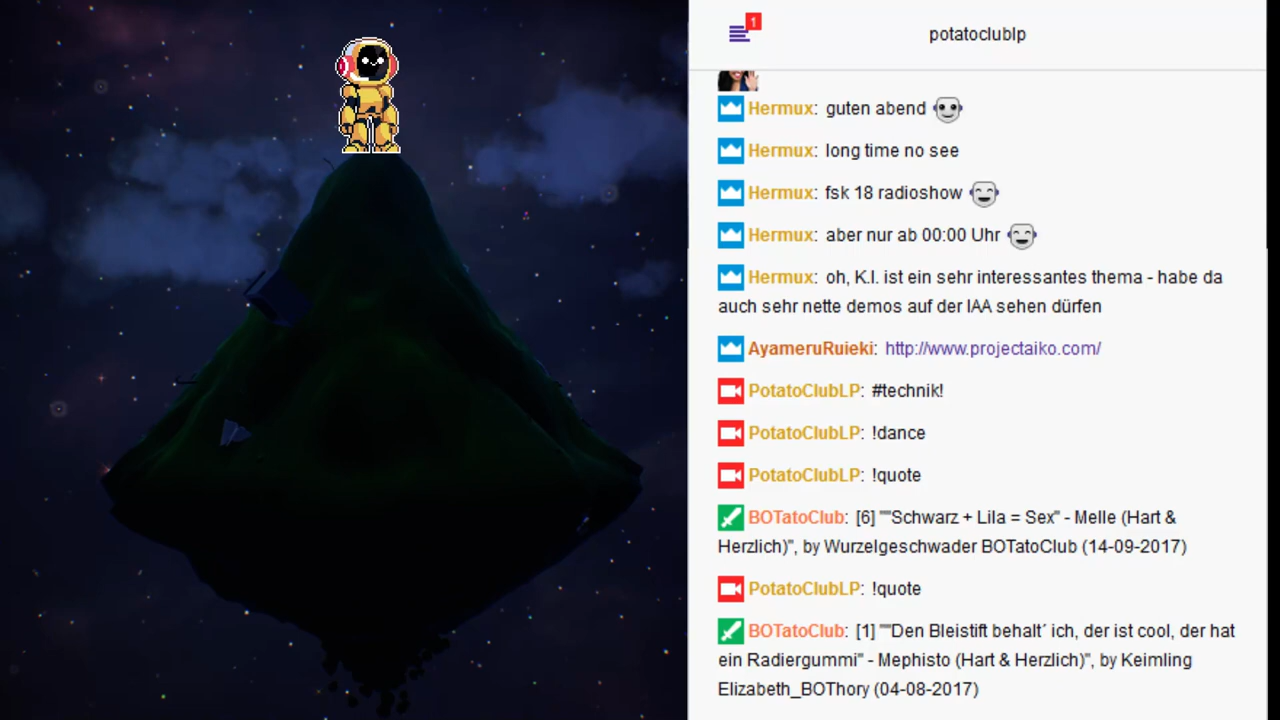 1
potatoclublp
Hermux: guten abend
Hermux: long time no see
Hermux: fsk 18 radioshow
Hermux: aber nur ab 00:00 Uhr
Hermux: oh, K.I. ist ein sehr interessantes thema - habe da
auch sehr nette demos auf der IAA sehen dürfen
AyameruRuieki: http://www.projectaiko.com/
PotatoClubLP: #technik!
PotatoClubLP: !dance
PotatoClubLP: !quote
BOTatoClub: [6] ""Schwarz + Lila = Sex" - Melle (Hart &
Herzlich)", by Wurzelgeschwader BOTatoClub (14-09-2017)
PotatoClubLP: !quote
BOTatoClub: [1] ""Den Bleistift behalt´ ich, der ist cool, der hat
ein Radiergummi" - Mephisto (Hart & Herzlich)", by Keimling
Elizabeth_BOThory (04-08-2017)